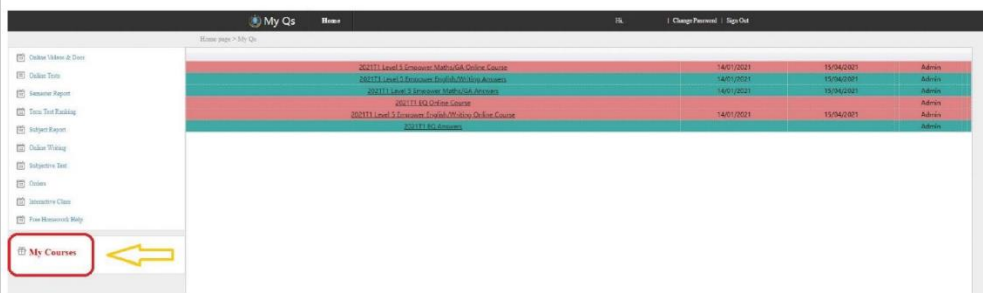 My Qs Home Hi, | Change Password | Sign Out
Home page > My Qs
Online Videos & Docs
Online Tests
Semester Report
Term Test Ranking
Subject Report
Online Writing
Subjective Test
Orders
Interactive Class
Free Homework Help
My Courses
2021T1 Level 5 Empower Maths/GA Online Course 14/01/2021 15/04/2021 Admin
2021T1 Level 5 Empower English/Writing Answers 14/01/2021 15/04/2021 Admin
2021T1 Level 5 Empower Maths/GA Answers 14/01/2021 15/04/2021 Admin
2021T1 EQ Online Course Admin
2021T1 Level 5 Empower English/Writing Online Course 14/01/2021 15/04/2021 Admin
2021T1 EQ Answers Admin